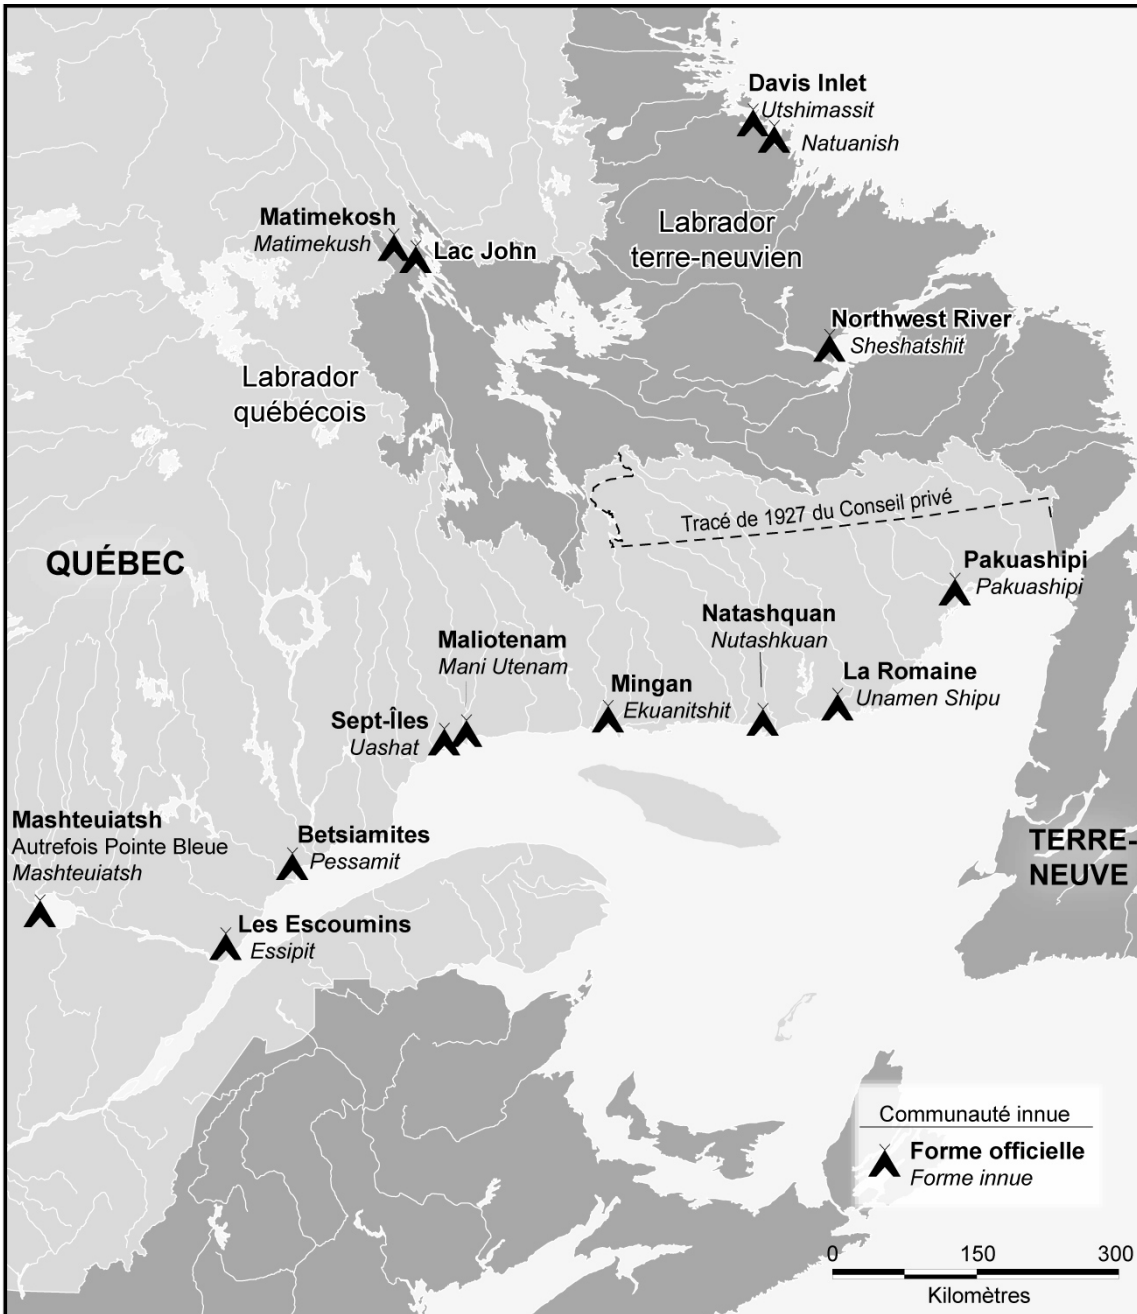 Davis Inlet
Utshimassit
Natuanish
Matimekosh
Matimekush
Lac John
Labrador
terre-neuvien
Northwest River
Sheshatshit
Labrador
québécois
Tracé de 1927 du Conseil privé
QUÉBEC
Pakuashipi
Pakuashipi
Natashquan
Nutashkuan
Maliotenam
Mani Utenam
La Romaine
Unamen Shipu
Mingan
Ekuanitshit
Sept-Îles
Uashat
Mashteuiatsh
Autrefois Pointe Bleue
Mashteuiatsh
Betsiamites
Pessamit
TERRE-
NEUVE
Les Escoumins
Essipit
Communauté innue
Forme officielle
Forme innue
0 150 300
Kilomètres